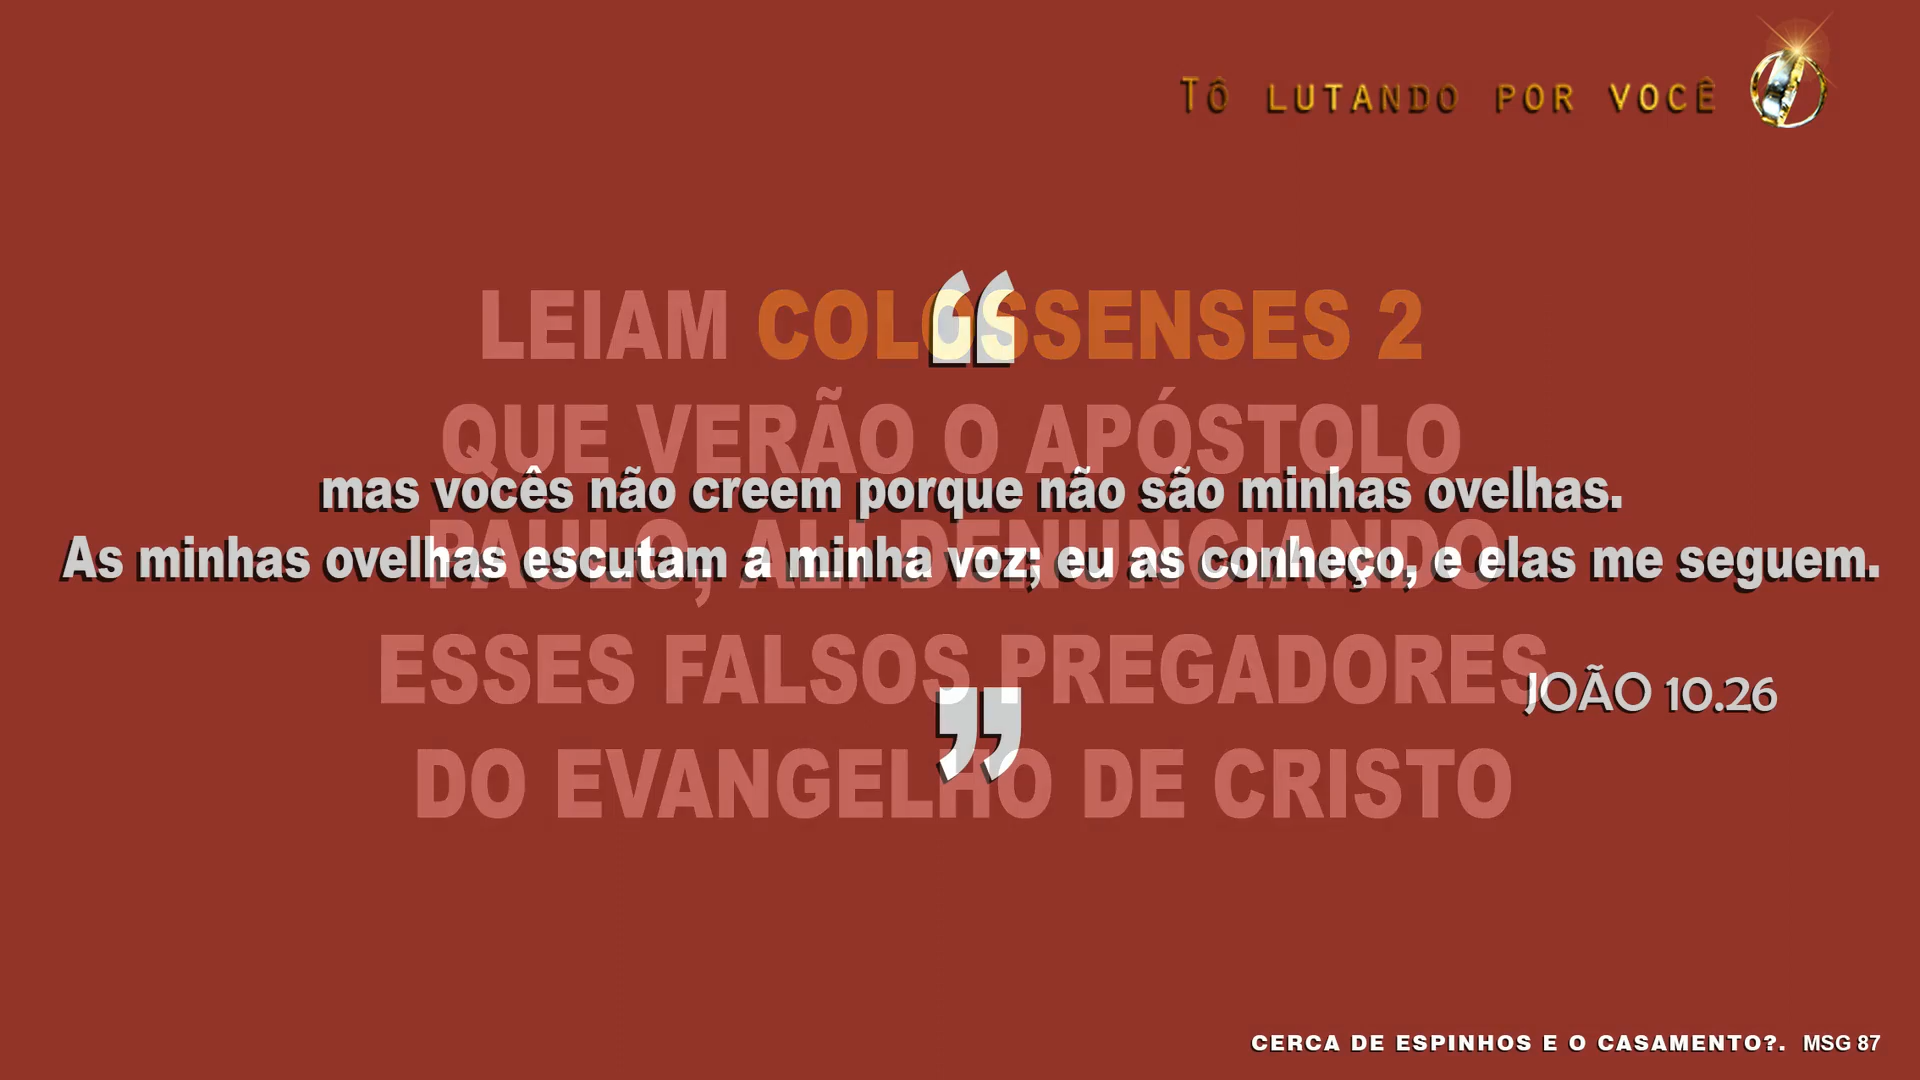 Tô LUTANDO POR VOCÊ
LEIAM COLOSSENSES 2
“
QUE VERÃO O APÓSTOLO
mas vocês não creem porque não são minhas ovelhas.
PAULO, ALI DENUNCIANDO
As minhas ovelhas escutam a minha voz; eu as conheço, e elas me seguem.
ESSES FALSOS PREGADORES
JOÃO 10.26
”
DO EVANGELHO DE CRISTO
CERCA DE ESPINHOS E O CASAMENTO?. MSG 87